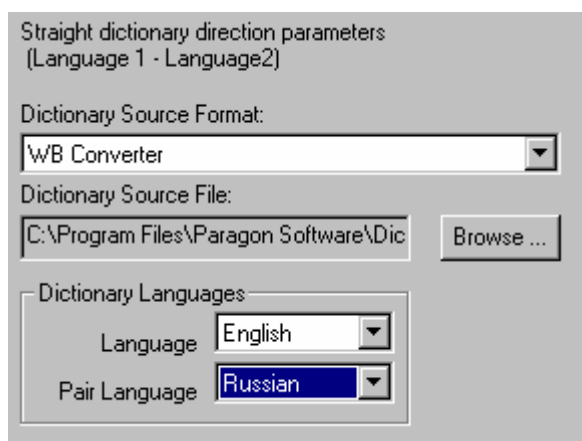 Straight dictionary direction parameters
(Language 1 - Language2)
Dictionary Source Format:
WB Converter
Dictionary Source File:
C:\Program Files\Paragon Software\Dic
Browse ...
Dictionary Languages
Language English
Pair Language Russian